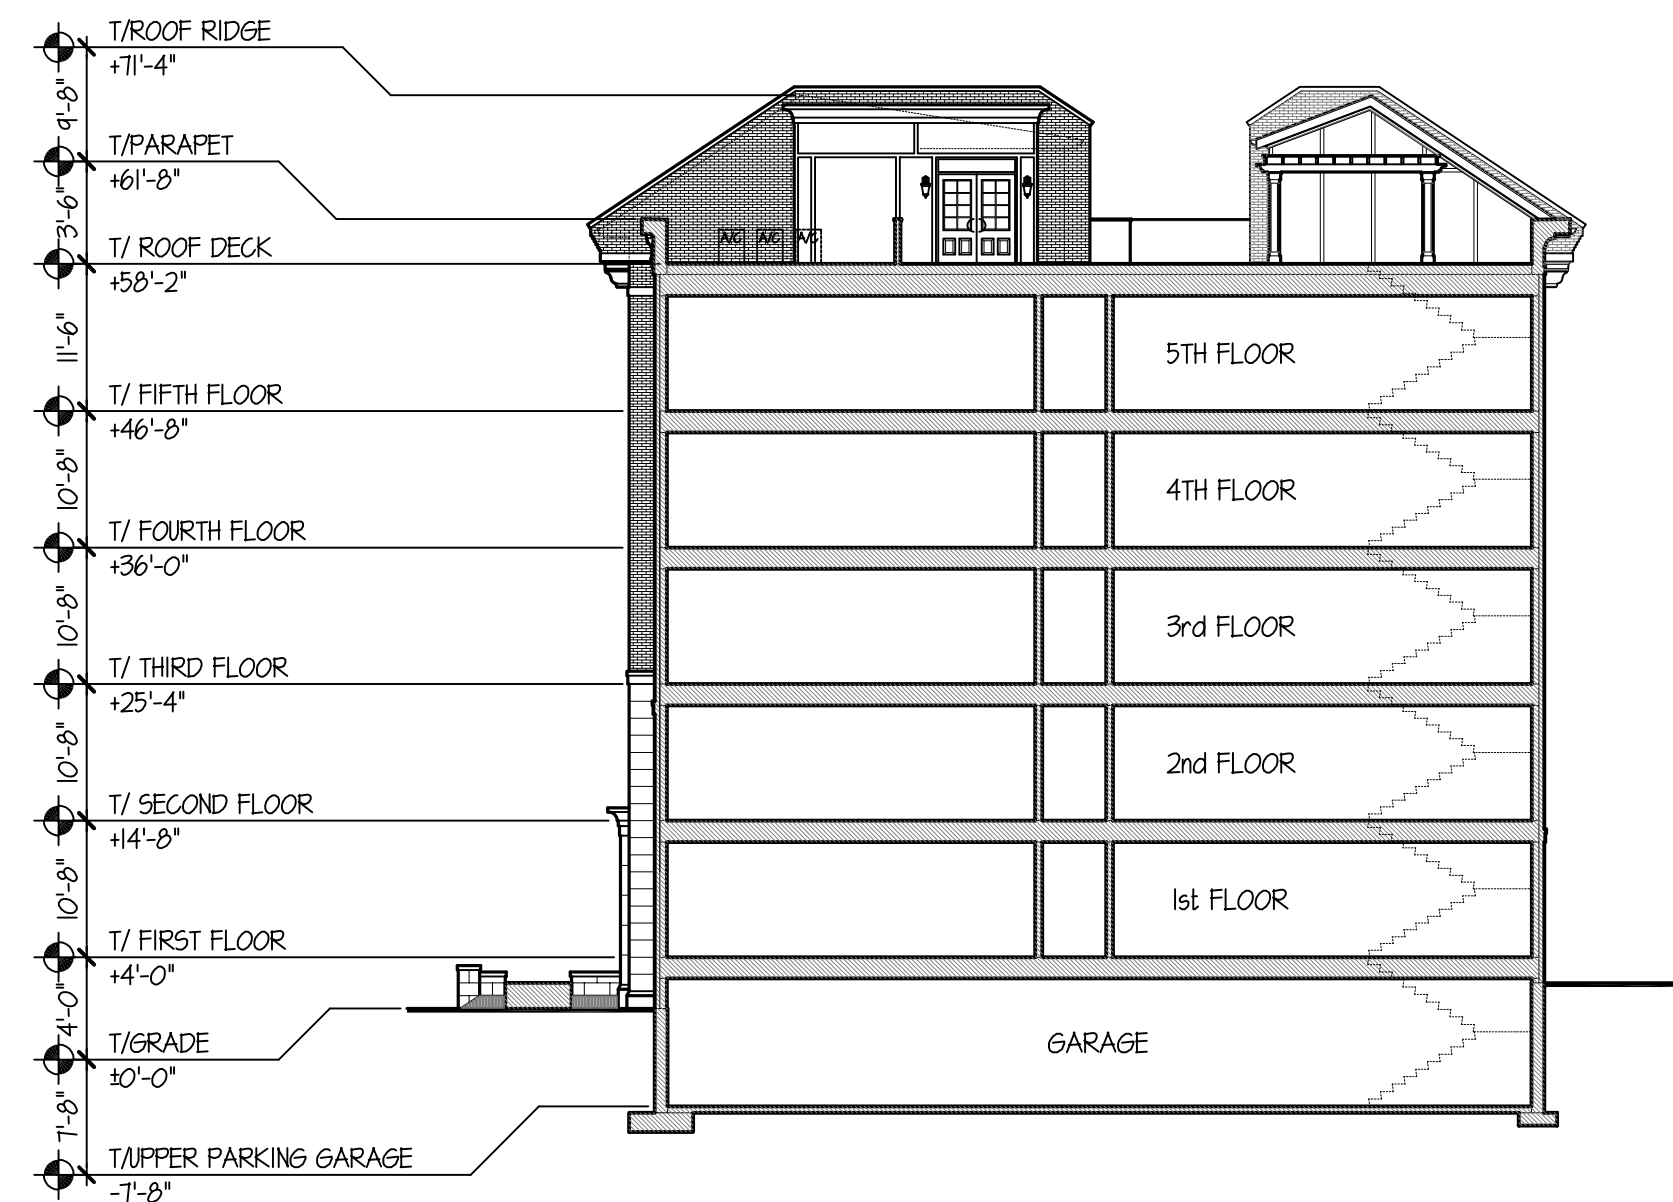 T/ROOF RIDGE
+71'-4"
9'-8"
T/PARAPET
+61'-8"
3'-6"
T/ ROOF DECK
+58'-2"
A/C A/C A/C
11'-6"
5TH FLOOR
T/ FIFTH FLOOR
+46'-8"
10'-8"
4TH FLOOR
T/ FOURTH FLOOR
+36'-0"
10'-8"
3rd FLOOR
T/ THIRD FLOOR
+25'-4"
10'-8"
2nd FLOOR
T/ SECOND FLOOR
+14'-8"
10'-8"
1st FLOOR
T/ FIRST FLOOR
+4'-0"
4'-0"
T/GRADE
±0'-0"
GARAGE
7'-8"
T/UPPER PARKING GARAGE
-7'-8"